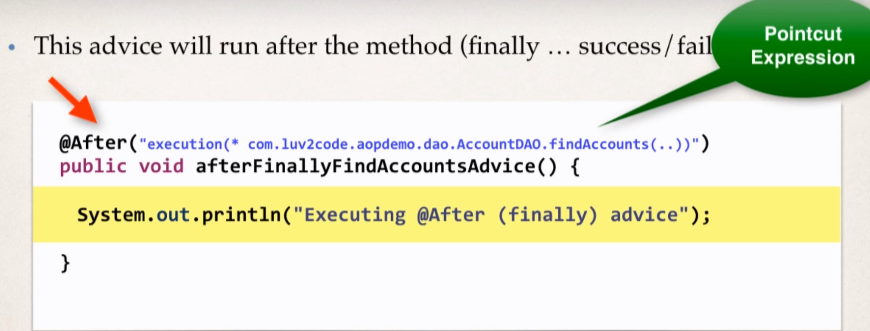 • This advice will run after the method (finally … success/fail
Pointcut
Expression
@After("execution(* com.luv2code.aopdemo.dao.AccountDAO.findAccounts(..))")
public void afterFinallyFindAccountsAdvice() {
System.out.println("Executing @After (finally) advice");
}